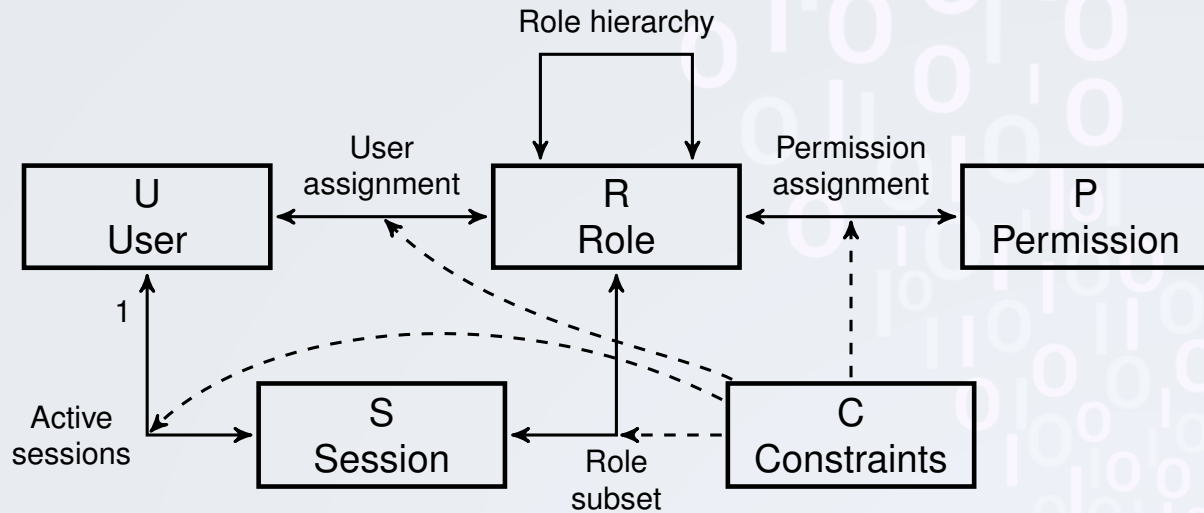 Role hierarchy
User
assignment
Permission
assignment
U
User
R
Role
P
Permission
1
Active
sessions
S
Session
Role
subset
C
Constraints